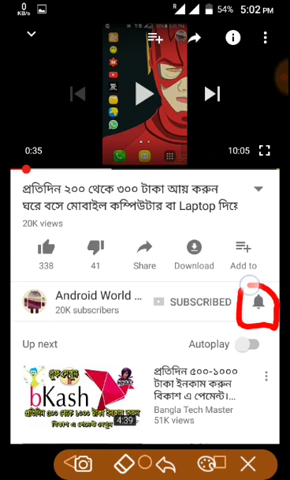 0
KB/s
R
54%
5:02 PM
0:35
10:05
প্রতিদিন ২০০ থেকে ৩০০ টাকা আয় করুন
ঘরে বসে মোবাইল কম্পিউটার বা Laptop দিয়ে
20K views
338
41
Share
Download
Add to
Android World ...
20K subscribers
SUBSCRIBED
Up next
Autoplay
bKash
4:39
প্রতিদিন ৫০০-১০০০
টাকা ইনকাম করুন
বিকাশ এ পেমেন্ট...
Bangla Tech Master
51K views